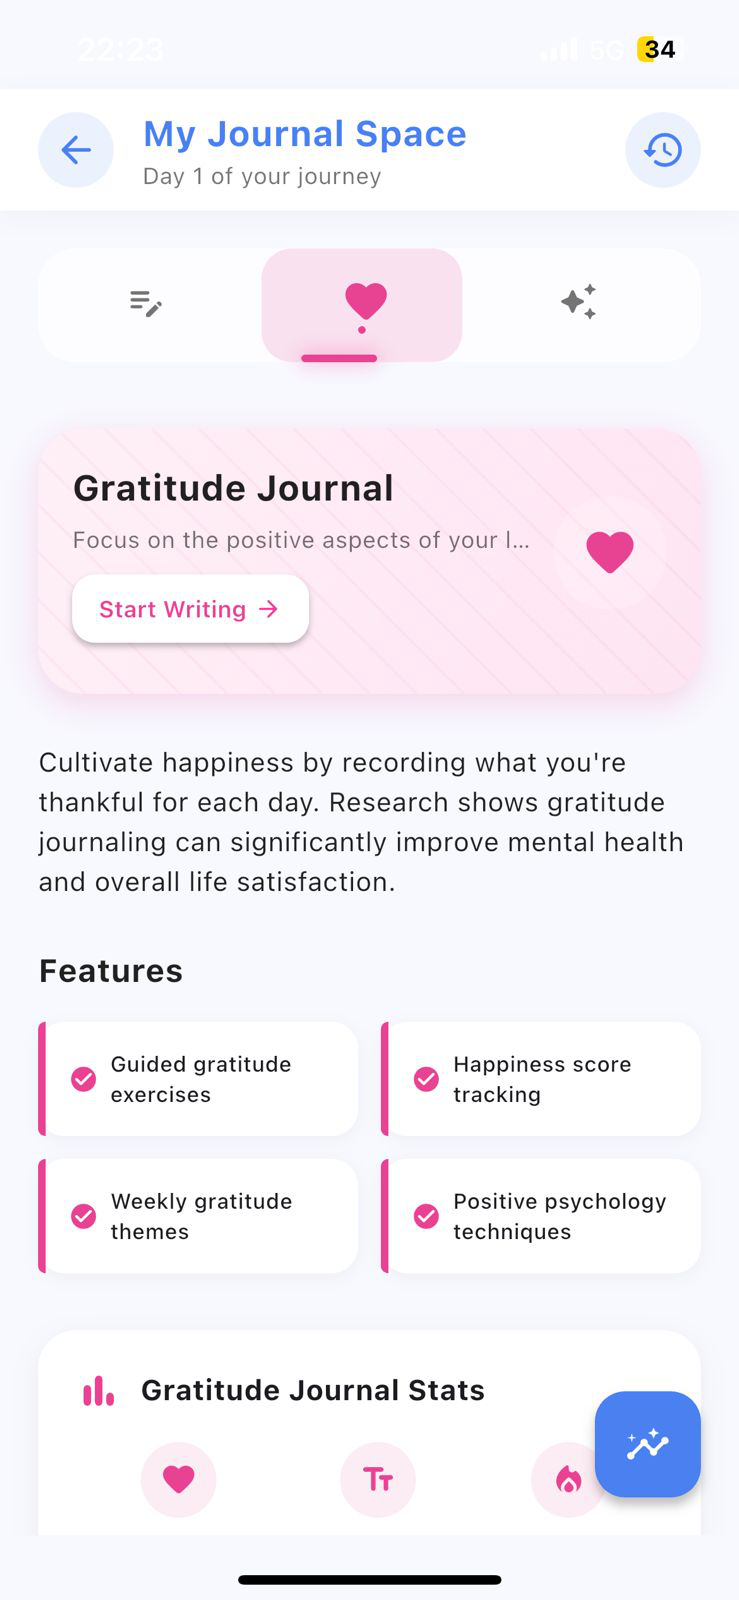 22:23
5G
34
My Journal Space
Day 1 of your journey
Gratitude Journal
Focus on the positive aspects of your l...
Start Writing →
Cultivate happiness by recording what you're
thankful for each day. Research shows gratitude
journaling can significantly improve mental health
and overall life satisfaction.
Features
Guided gratitude
exercises
Happiness score
tracking
Weekly gratitude
themes
Positive psychology
techniques
Gratitude Journal Stats
Tт